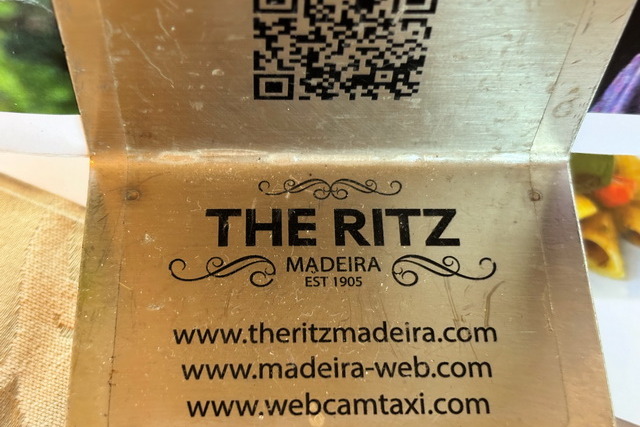 THE RITZ
MADEIRA
EST 1905
www.theritzmadeira.com
www.madeira-web.com
www.webcamtaxi.com